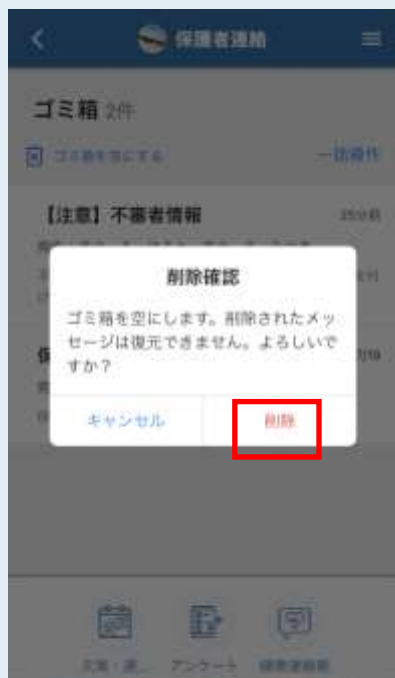 保護者連絡
ゴミ箱 2件
ゴミ箱を空にする
一括操作
【注意】不審者情報
25分前
削除確認
ゴミ箱を空にします。削除されたメッ
セージは復元できません。よろしいで
すか？
キャンセル
削除
アンケート